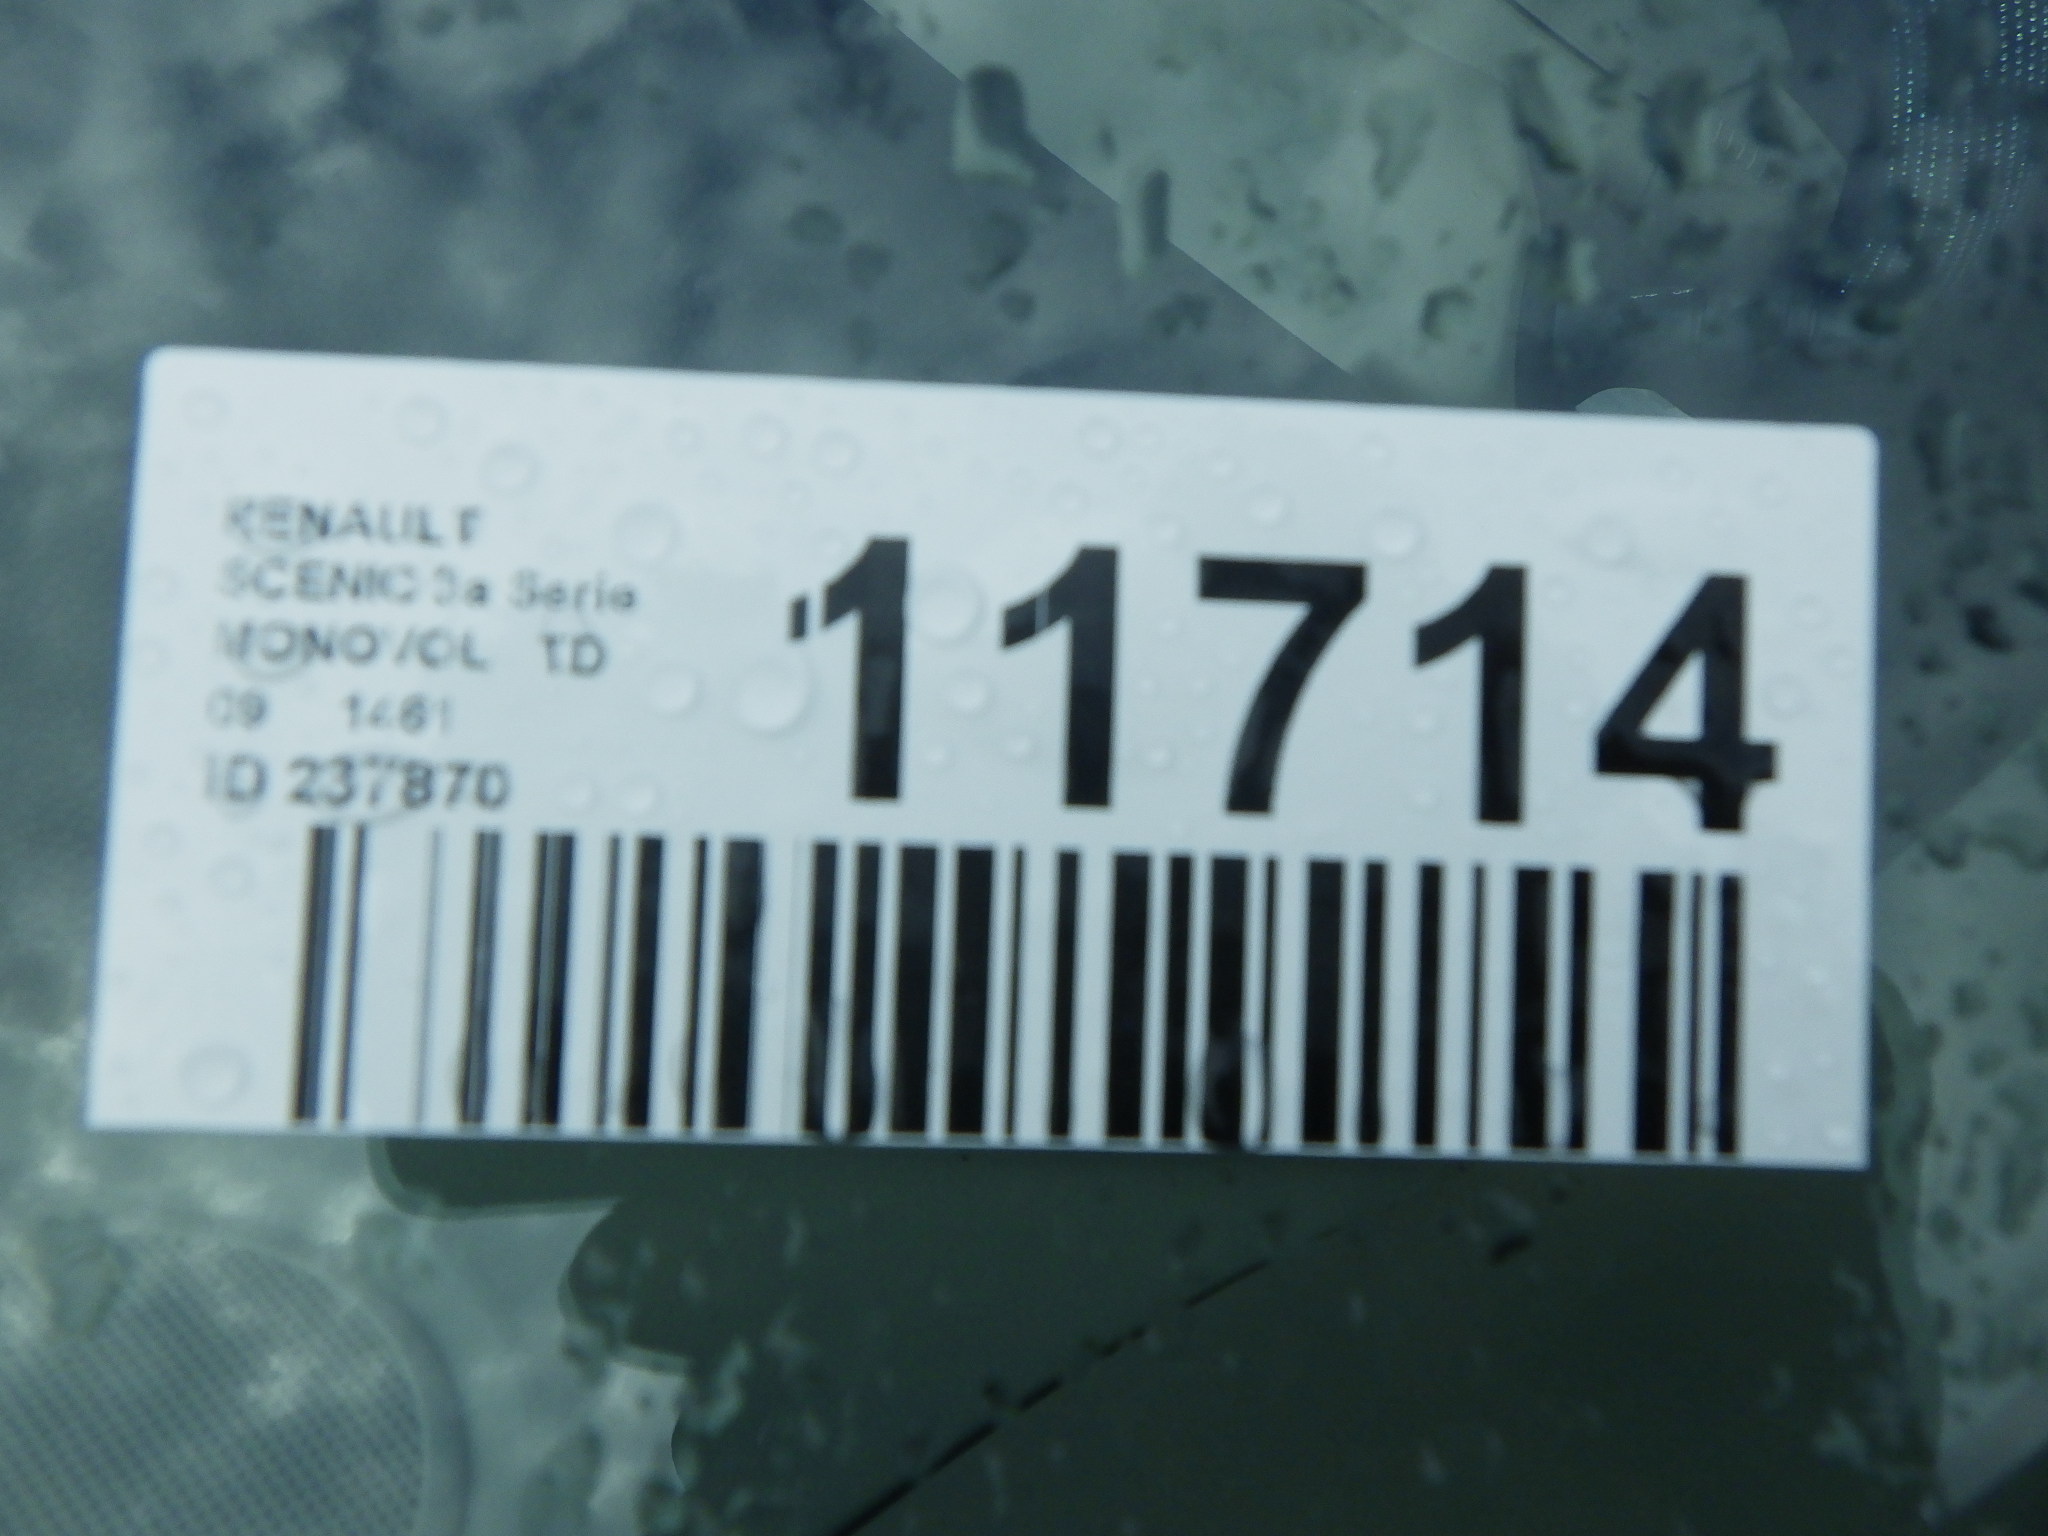 RENAULT
SCENIC 3a Serie
MONOVOL TD
09 1461
ID 237870
11714